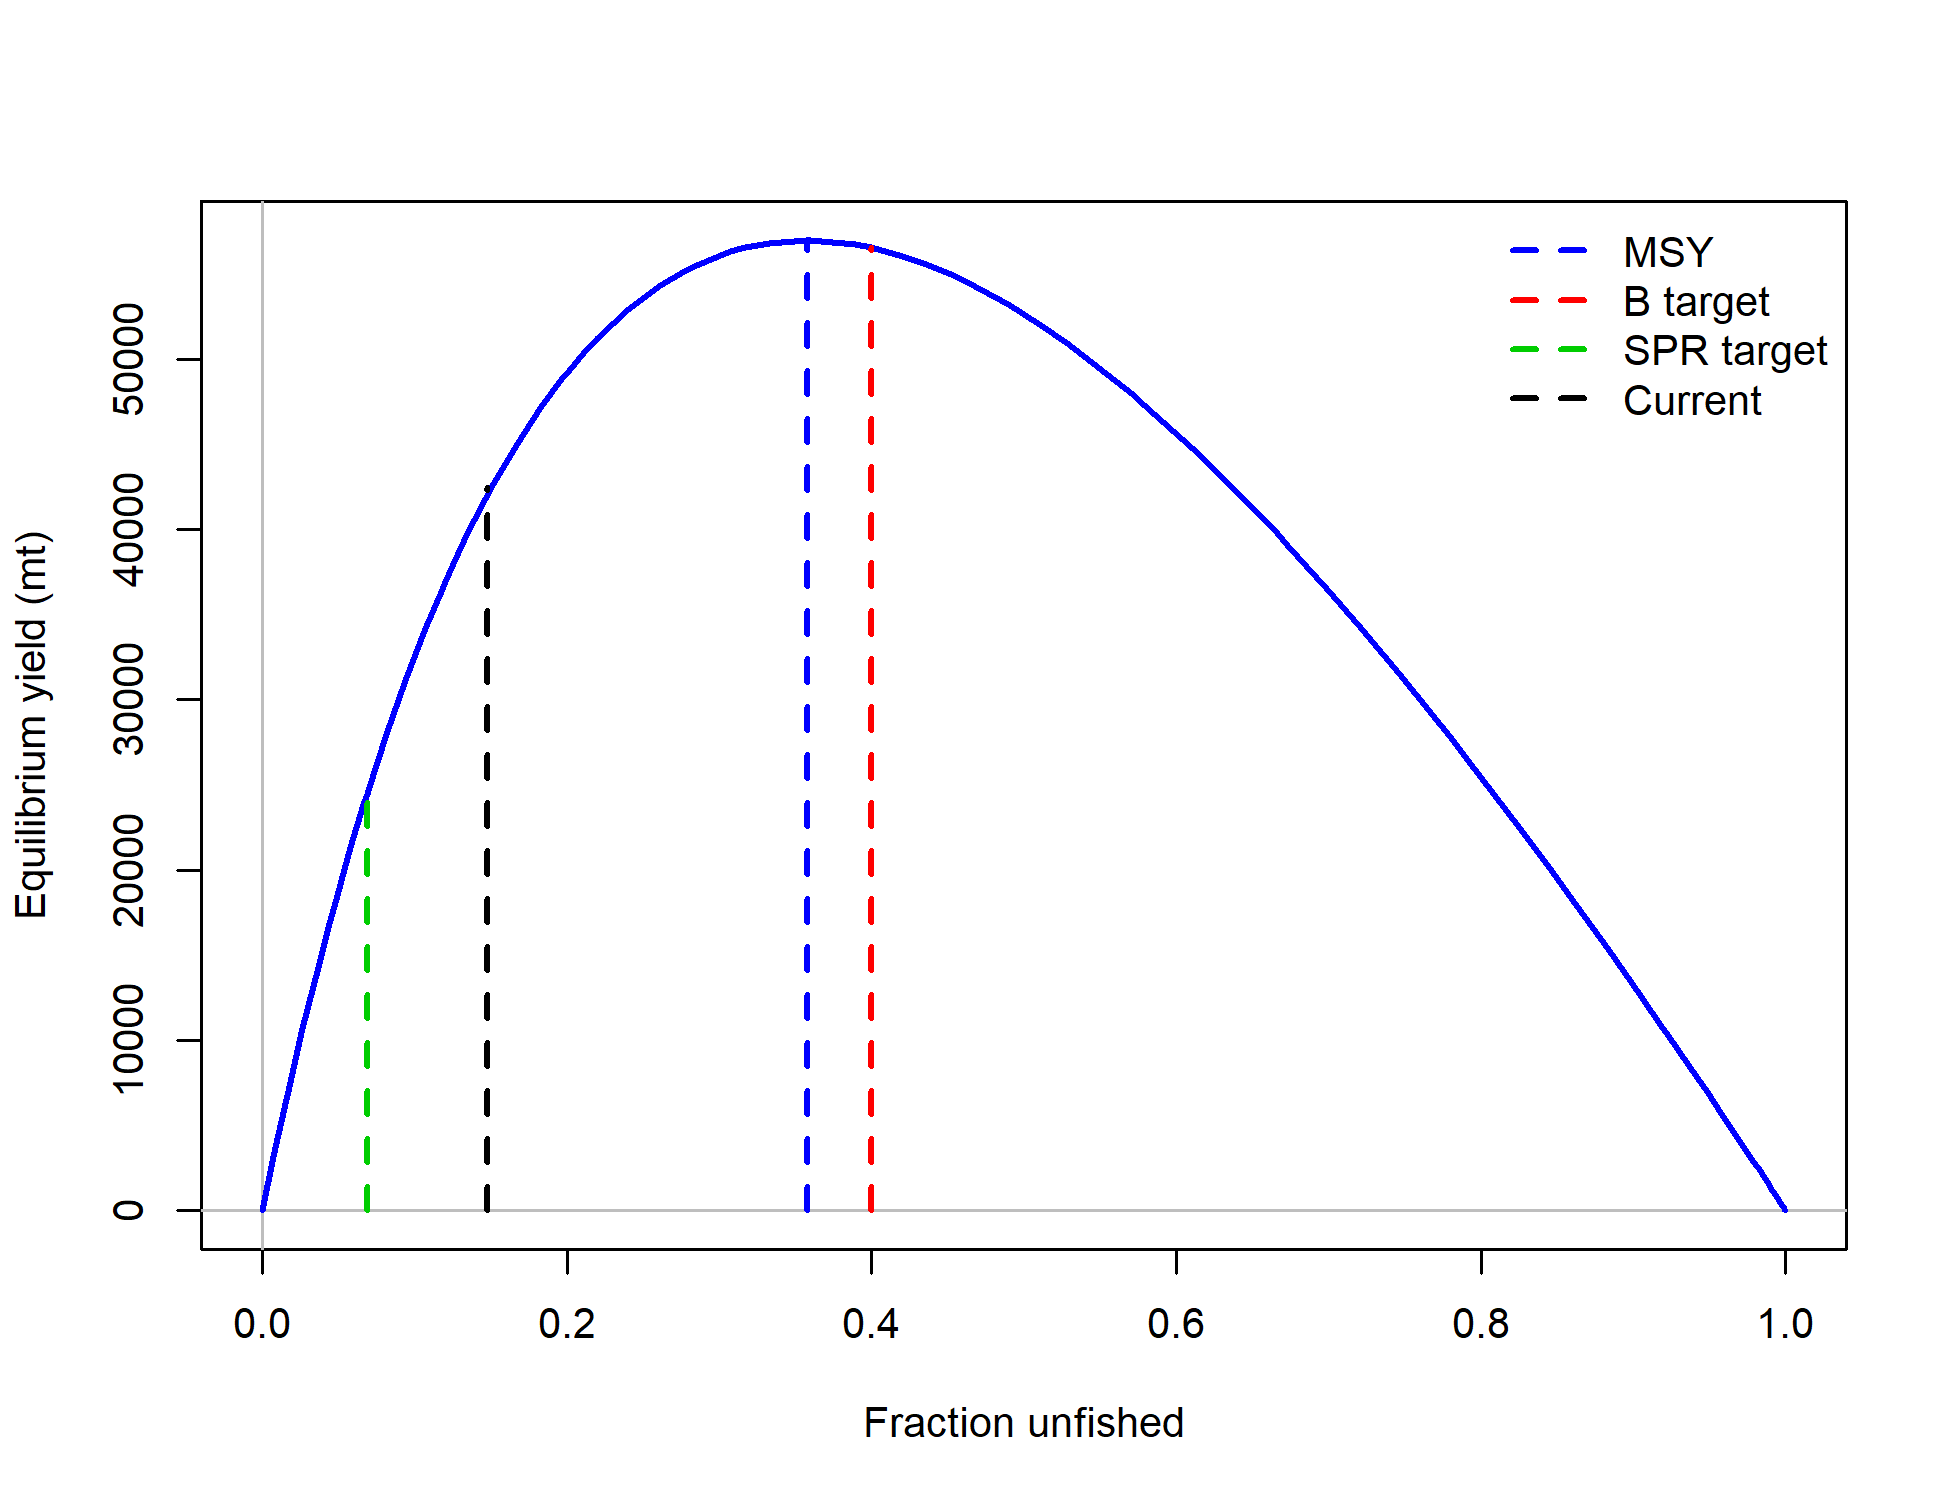 MSY
B target
SPR target
Current
Equilibrium yield (mt)
50000
40000
30000
20000
10000
0
0.0 0.2 0.4 0.6 0.8 1.0
Fraction unfished